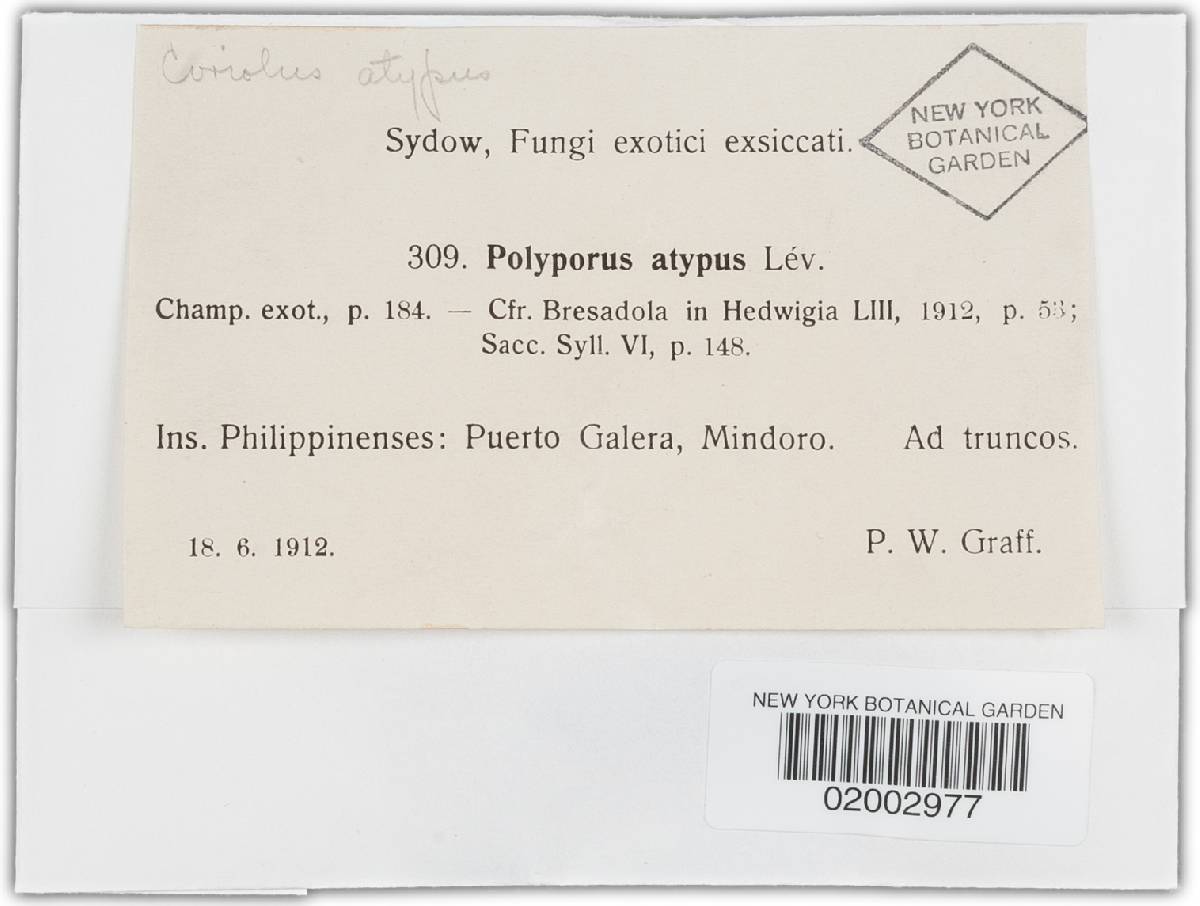 Coriolus atypus
Sydow, Fungi exotici exsiccati.
NEW YORK
BOTANICAL
GARDEN
309. Polyporus atypus Lév.
Champ. exot., p. 184. — Cfr. Bresadola in Hedwigia LIII, 1912, p. 53;
Sacc. Syll. VI, p. 148.
Ins. Philippinenses: Puerto Galera, Mindoro. Ad truncos.
18. 6. 1912. P. W. Graff.
NEW YORK BOTANICAL GARDEN
02002977